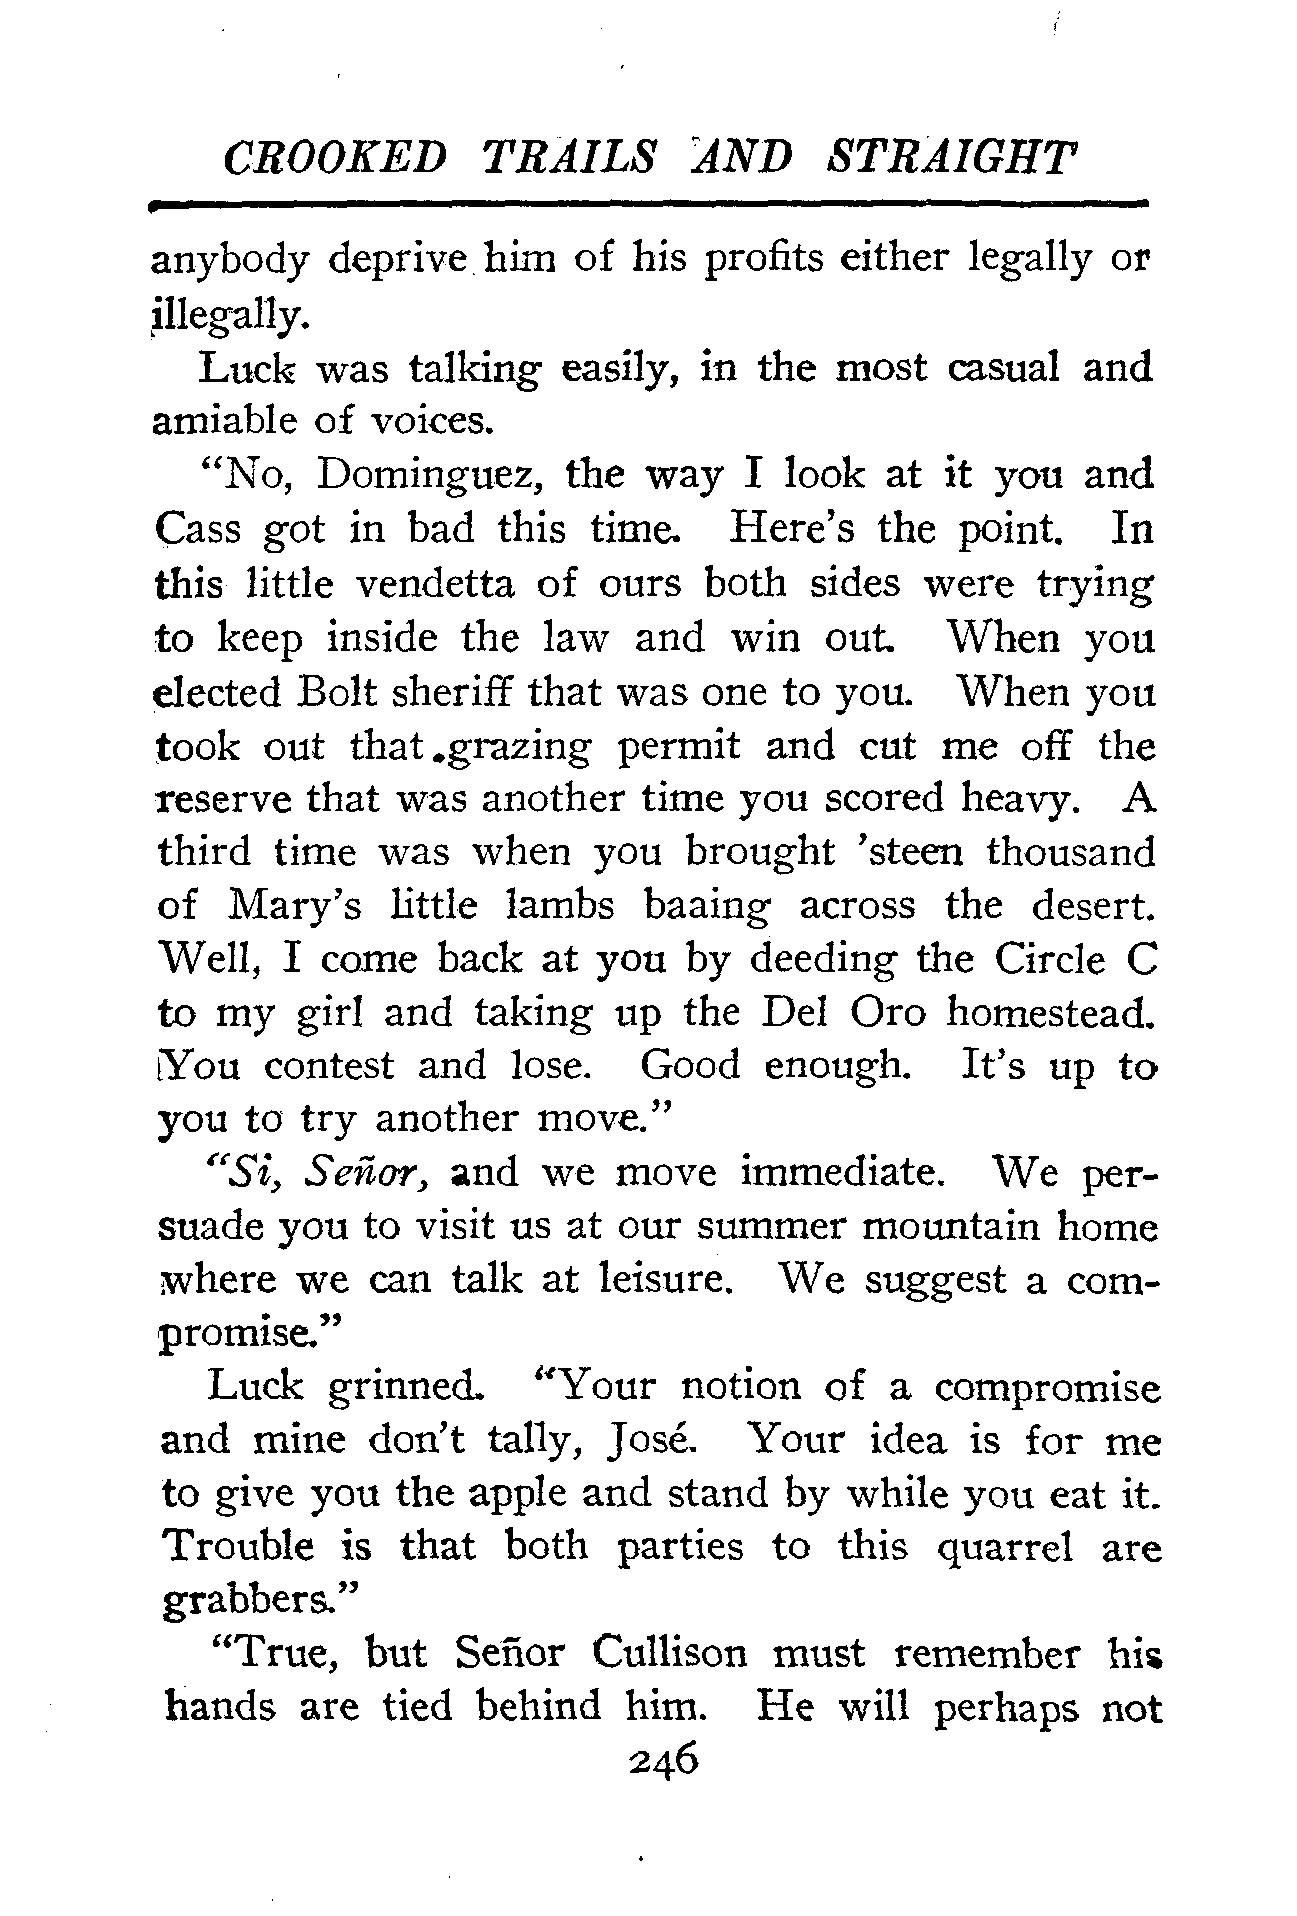 CROOKED TRAILS AND STRAIGHT
anybody deprive him of his profits either legally or
illegally.
Luck was talking easily, in the most casual and
amiable of voices.
“No, Dominguez, the way I look at it you and
Cass got in bad this time. Here’s the point. In
this little vendetta of ours both sides were trying
to keep inside the law and win out. When you
elected Bolt sheriff that was one to you. When you
took out that grazing permit and cut me off the
reserve that was another time you scored heavy. A
third time was when you brought ’steen thousand
of Mary’s little lambs baaing across the desert.
Well, I come back at you by deeding the Circle C
to my girl and taking up the Del Oro homestead.
You contest and lose. Good enough. It’s up to
you to try another move.”
“Si, Señor, and we move immediate. We per-
suade you to visit us at our summer mountain home
where we can talk at leisure. We suggest a com-
promise.”
Luck grinned. “Your notion of a compromise
and mine don’t tally, José. Your idea is for me
to give you the apple and stand by while you eat it.
Trouble is that both parties to this quarrel are
grabbers.”
“True, but Señor Cullison must remember his
hands are tied behind him. He will perhaps not
246